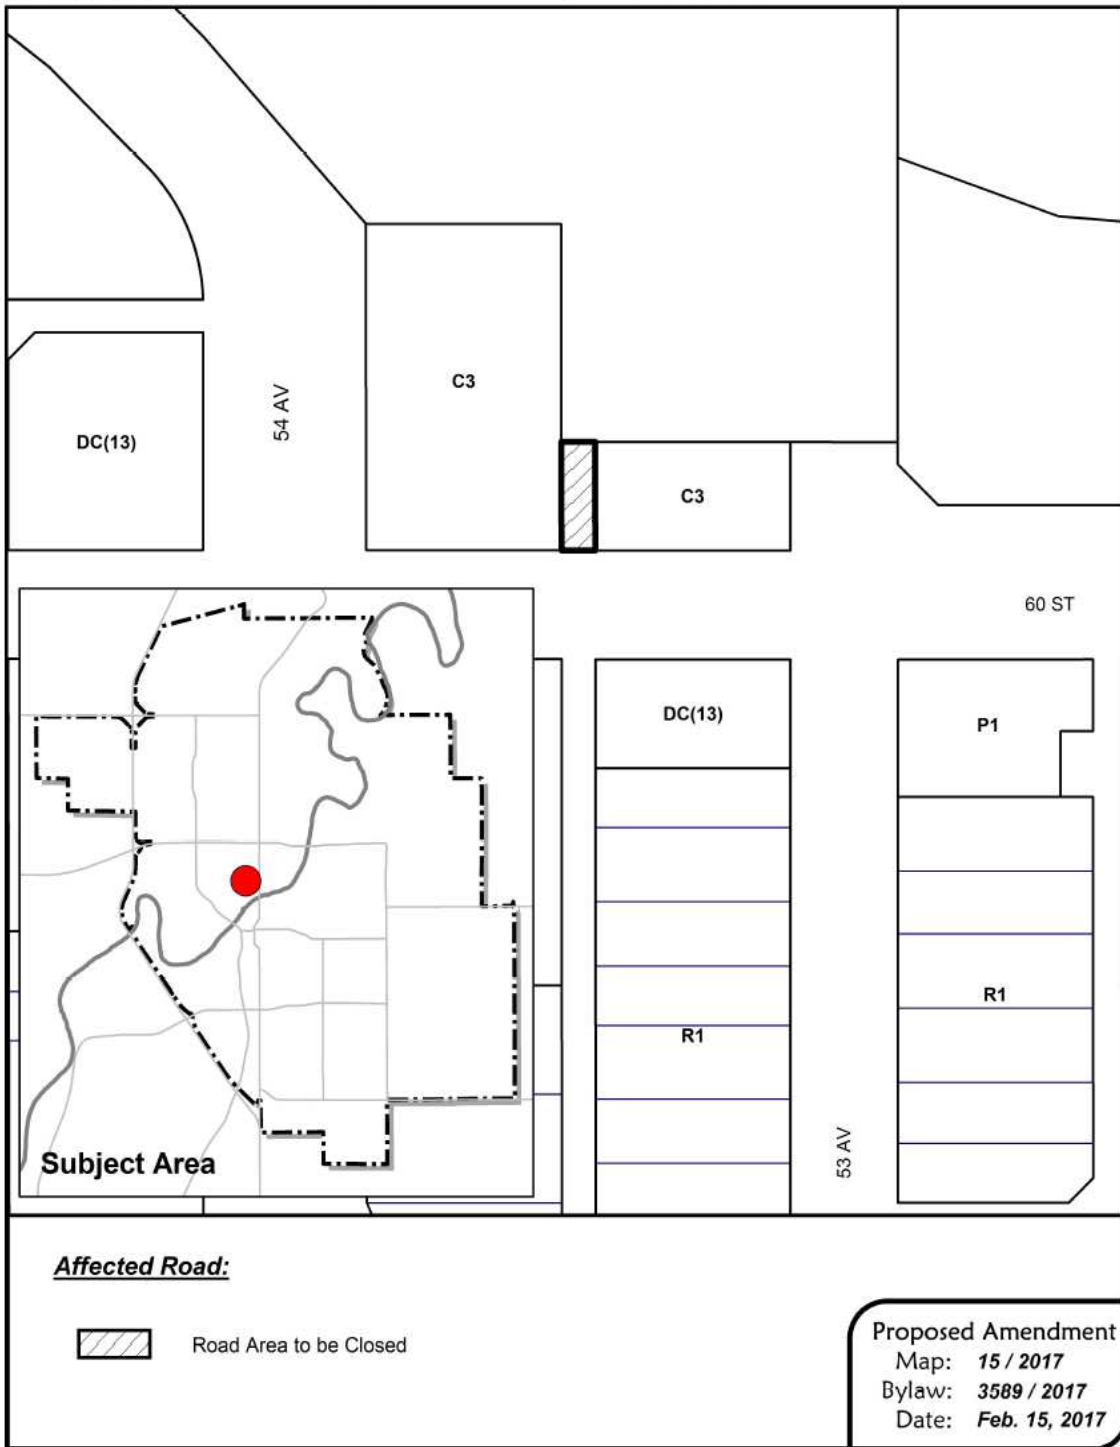 54 AV
C3
DC(13)
C3
60 ST
DC(13)
P1
R1
R1
53 AV
Subject Area
Affected Road:
Road Area to be Closed
Proposed Amendment
Map: 15 / 2017
Bylaw: 3589 / 2017
Date: Feb. 15, 2017